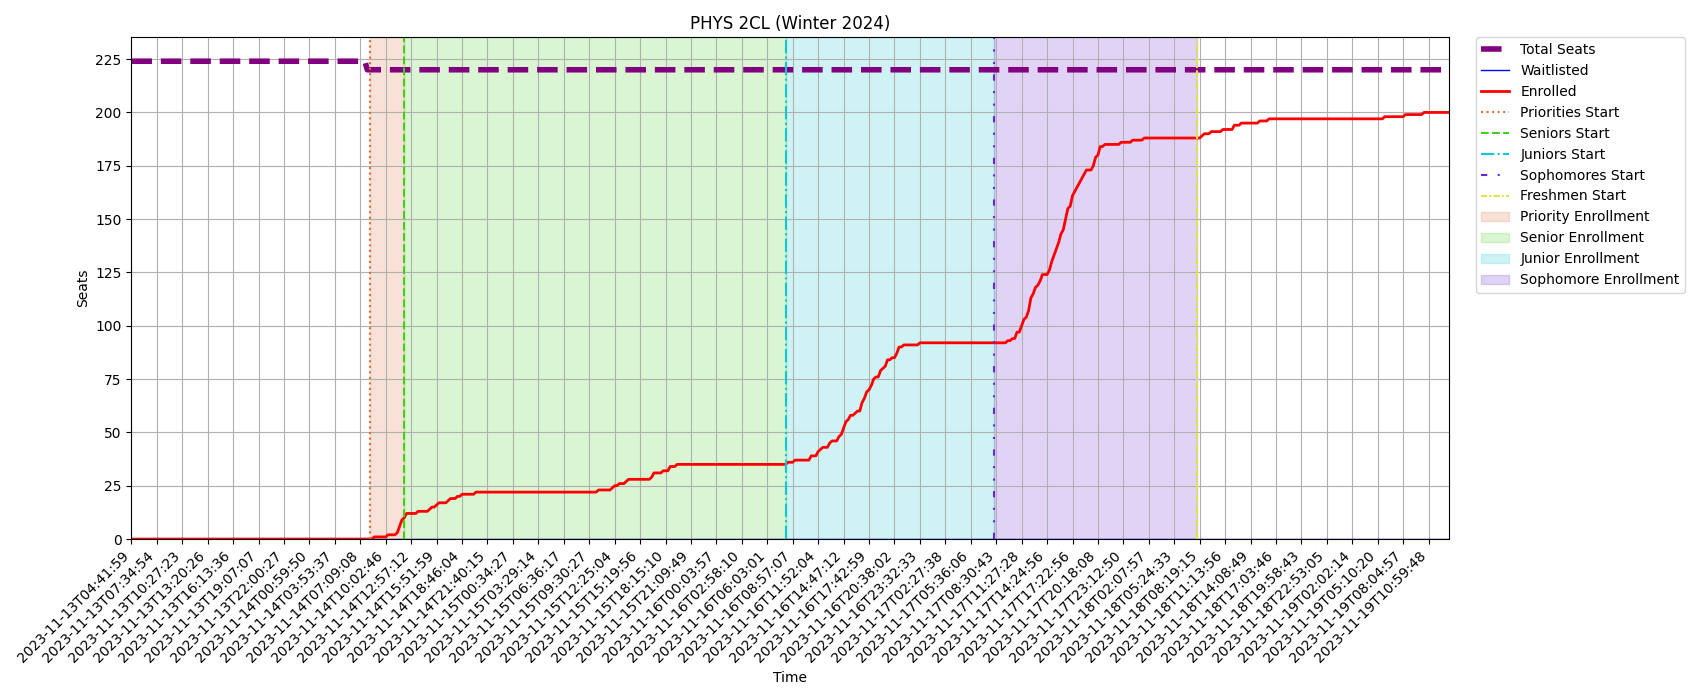 PHYS 2CL (Winter 2024)
Seats
225
200
175
150
125
100
75
50
25
0
2023-11-13T04:41:59
2023-11-13T07:34:54
2023-11-13T10:27:23
2023-11-13T13:20:26
2023-11-13T16:13:36
2023-11-13T19:07:07
2023-11-13T22:00:27
2023-11-14T00:59:50
2023-11-14T03:53:37
2023-11-14T07:09:08
2023-11-14T10:02:46
2023-11-14T12:57:12
2023-11-14T15:51:59
2023-11-14T18:46:04
2023-11-14T21:40:15
2023-11-15T00:34:27
2023-11-15T03:29:14
2023-11-15T06:36:17
2023-11-15T09:30:27
2023-11-15T12:25:04
2023-11-15T15:19:56
2023-11-15T18:15:10
2023-11-15T21:09:49
2023-11-16T00:03:57
2023-11-16T02:58:10
2023-11-16T06:03:01
2023-11-16T08:57:07
2023-11-16T11:52:04
2023-11-16T14:47:12
2023-11-16T17:42:59
2023-11-16T20:38:02
2023-11-16T23:32:33
2023-11-17T02:27:38
2023-11-17T05:36:06
2023-11-17T08:30:43
2023-11-17T11:27:28
2023-11-17T14:24:56
2023-11-17T17:22:56
2023-11-17T20:18:08
2023-11-17T23:12:50
2023-11-18T02:07:57
2023-11-18T05:24:33
2023-11-18T08:19:15
2023-11-18T11:13:56
2023-11-18T14:08:49
2023-11-18T17:03:46
2023-11-18T19:58:43
2023-11-18T22:53:05
2023-11-19T02:02:14
2023-11-19T05:10:20
2023-11-19T08:04:57
2023-11-19T10:59:48
Time
Total Seats
Waitlisted
Enrolled
Priorities Start
Seniors Start
Juniors Start
Sophomores Start
Freshmen Start
Priority Enrollment
Senior Enrollment
Junior Enrollment
Sophomore Enrollment